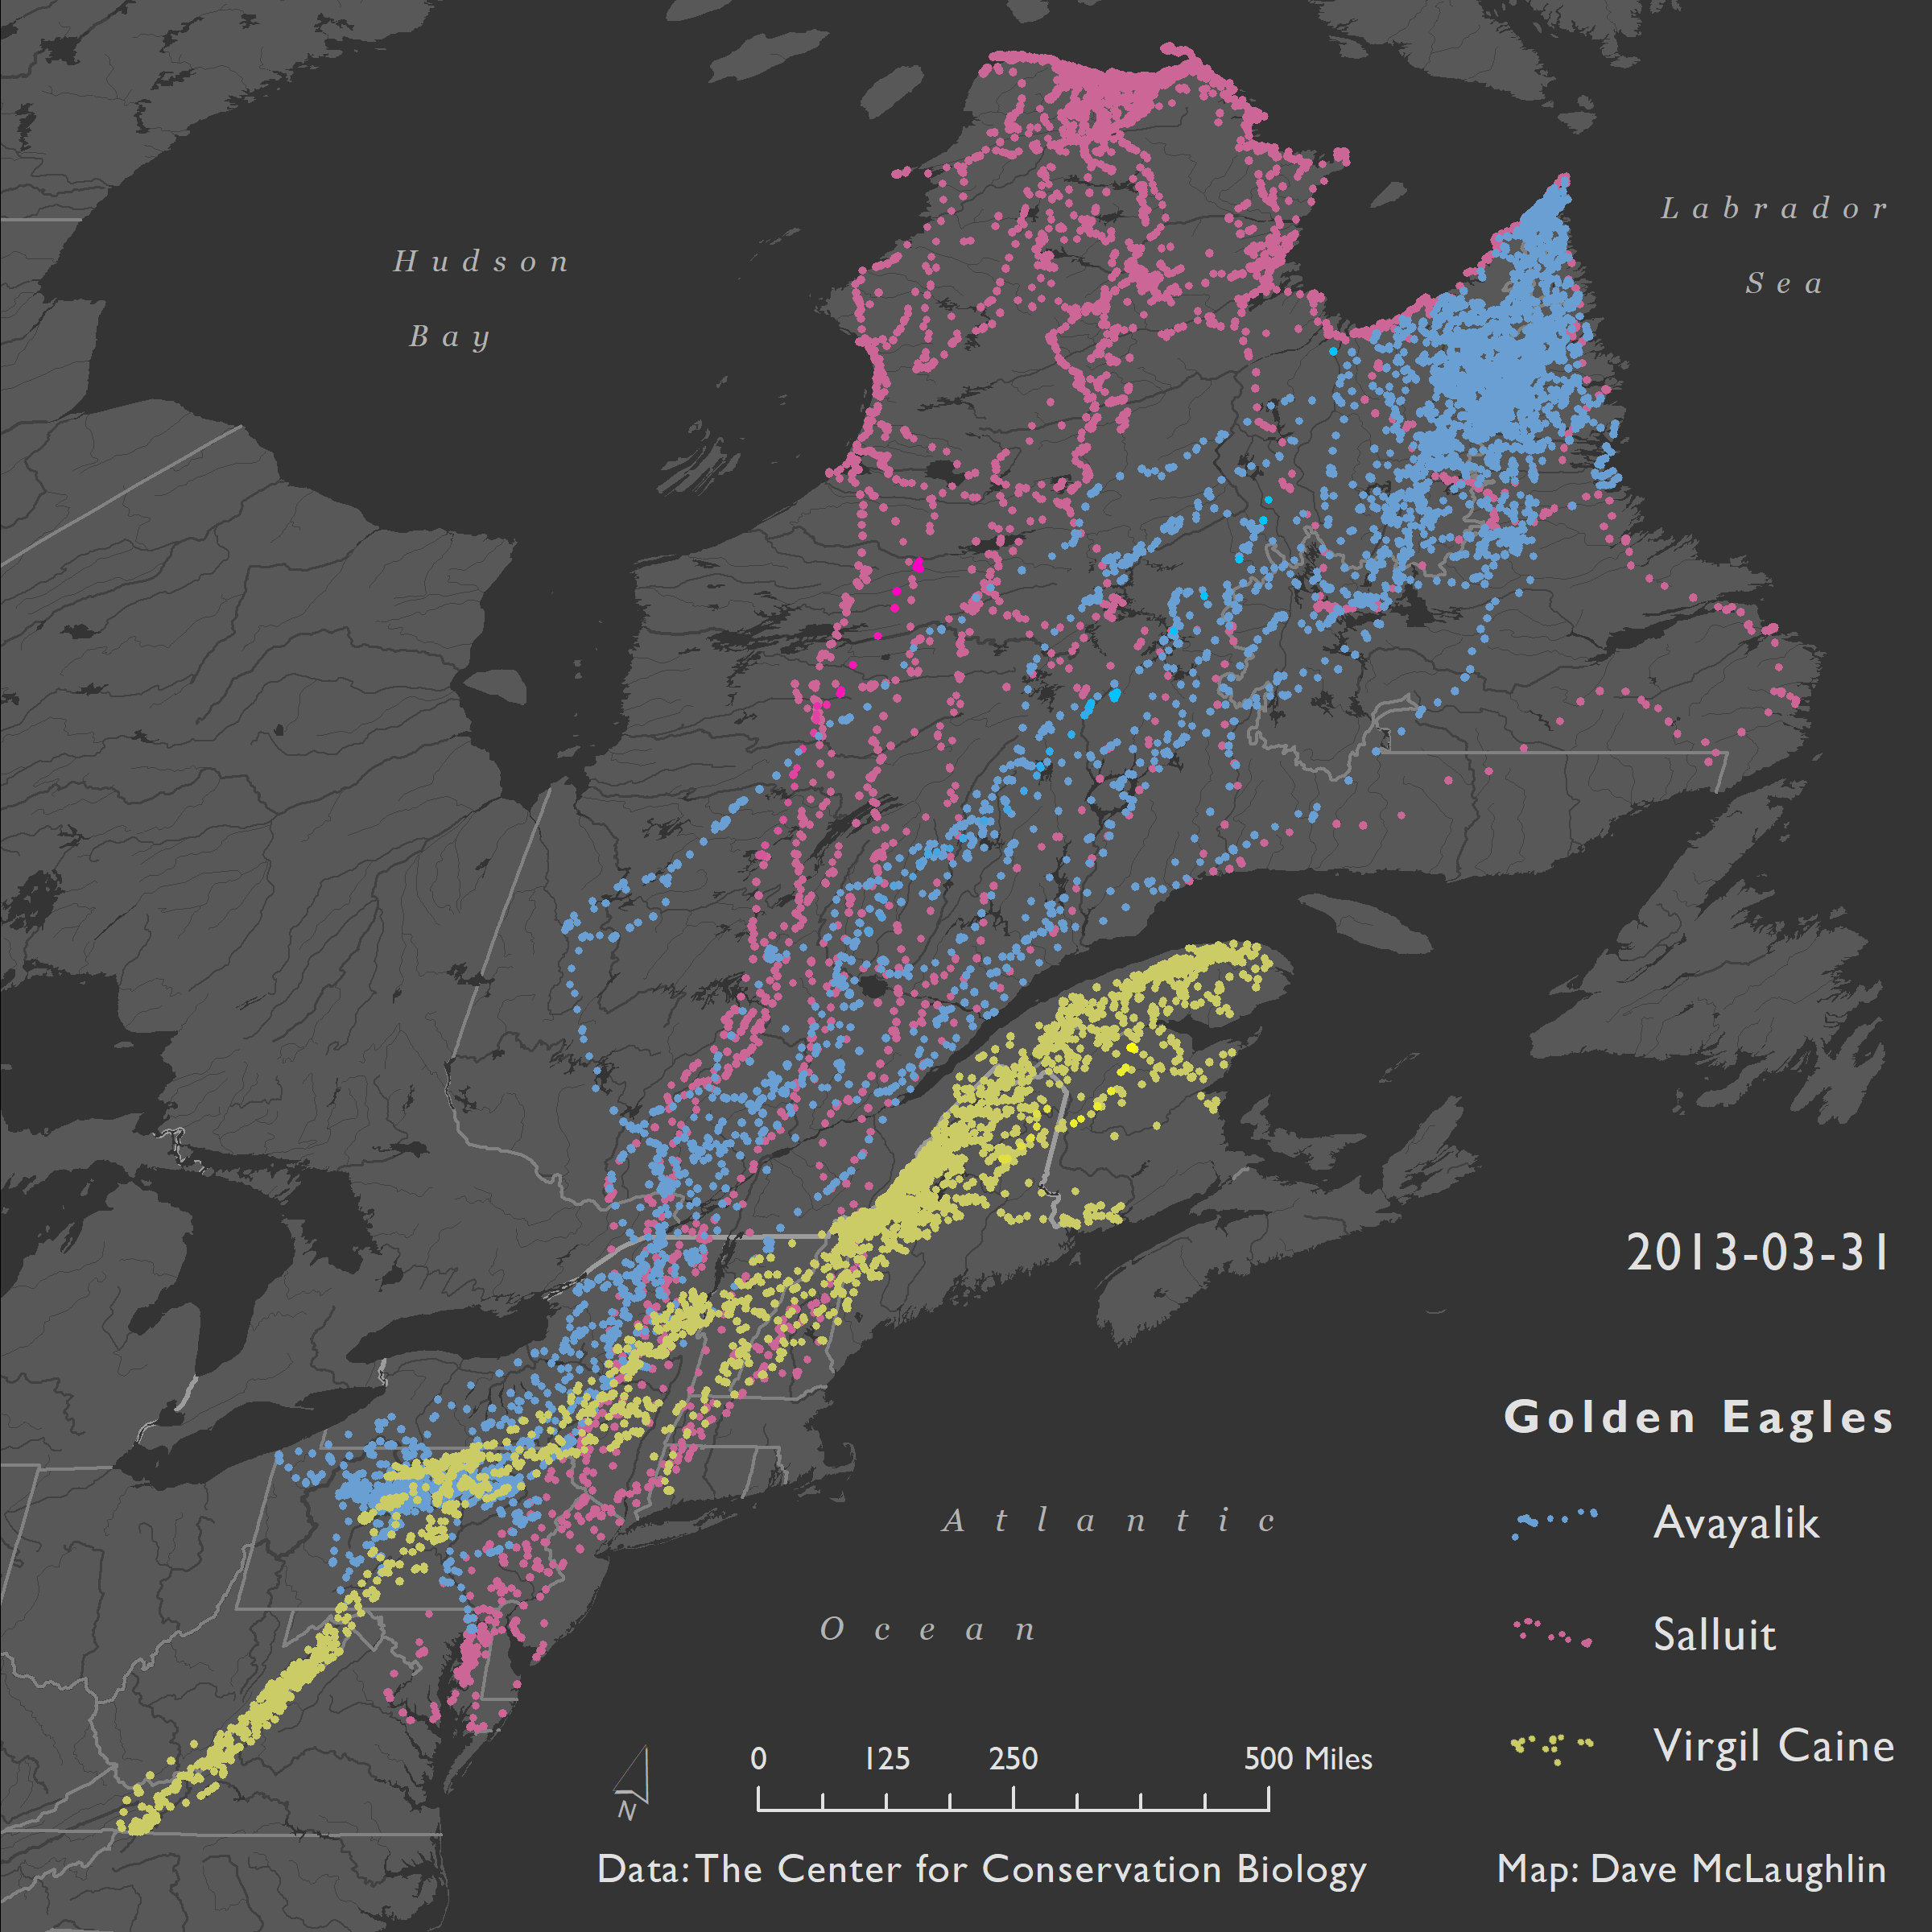 Labrador
Sea
Hudson
Bay
2013-03-31
Golden Eagles
Avayalik
Salluit
Virgil Caine
Atlantic
Ocean
0 125 250 500 Miles
N
Data: The Center for Conservation Biology
Map: Dave McLaughlin